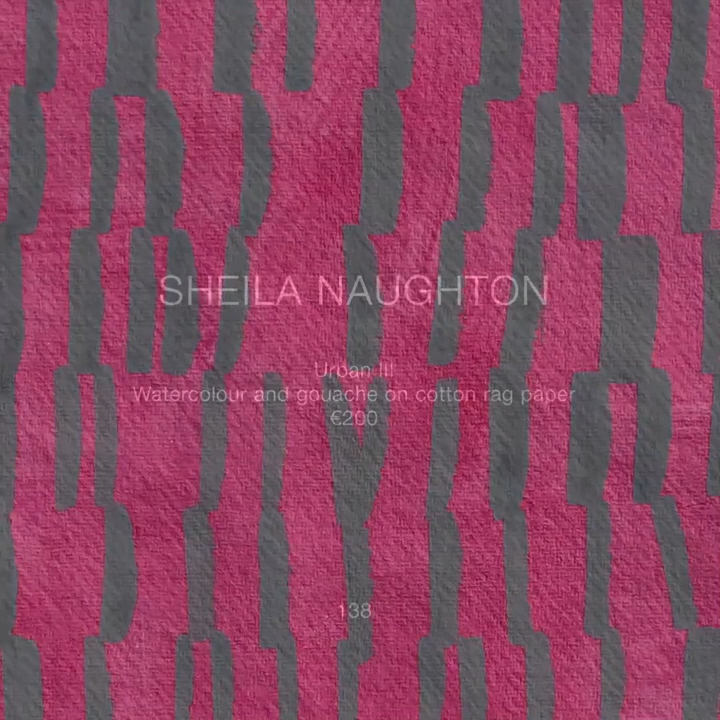 SHEILA NAUGHTON
Urban III
Watercolour and gouache on cotton rag paper
€200
138